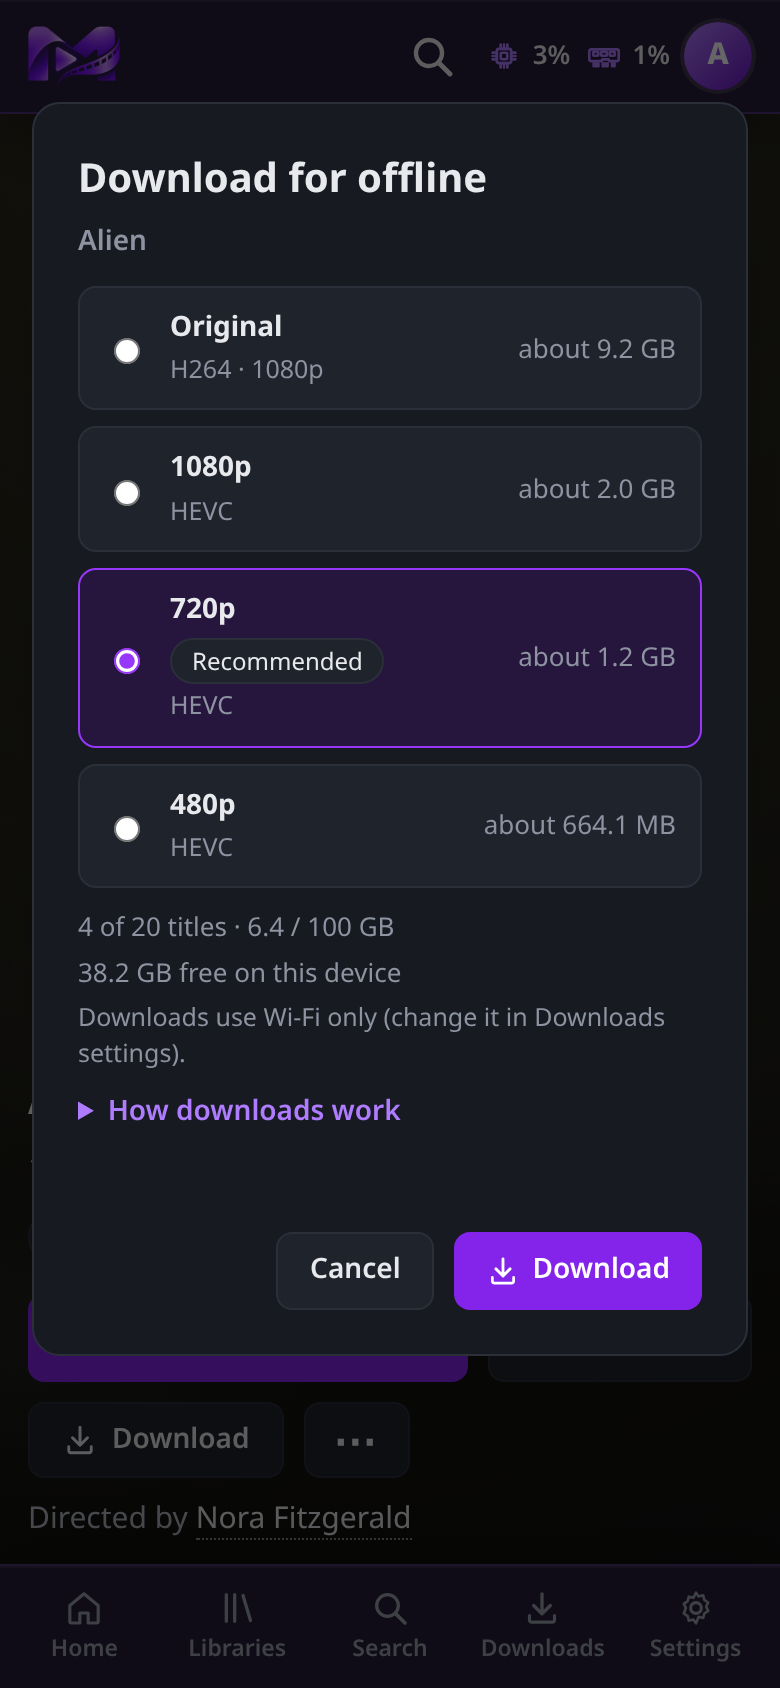 3% 1% A
Download for offline
Alien
Original
H264 · 1080p
about 9.2 GB
1080p
HEVC
about 2.0 GB
720p
Recommended
HEVC
about 1.2 GB
480p
HEVC
about 664.1 MB
4 of 20 titles · 6.4 / 100 GB
38.2 GB free on this device
Downloads use Wi-Fi only (change it in Downloads
settings).
How downloads work
Cancel Download
Download ...
Directed by Nora Fitzgerald
Home Libraries Search Downloads Settings